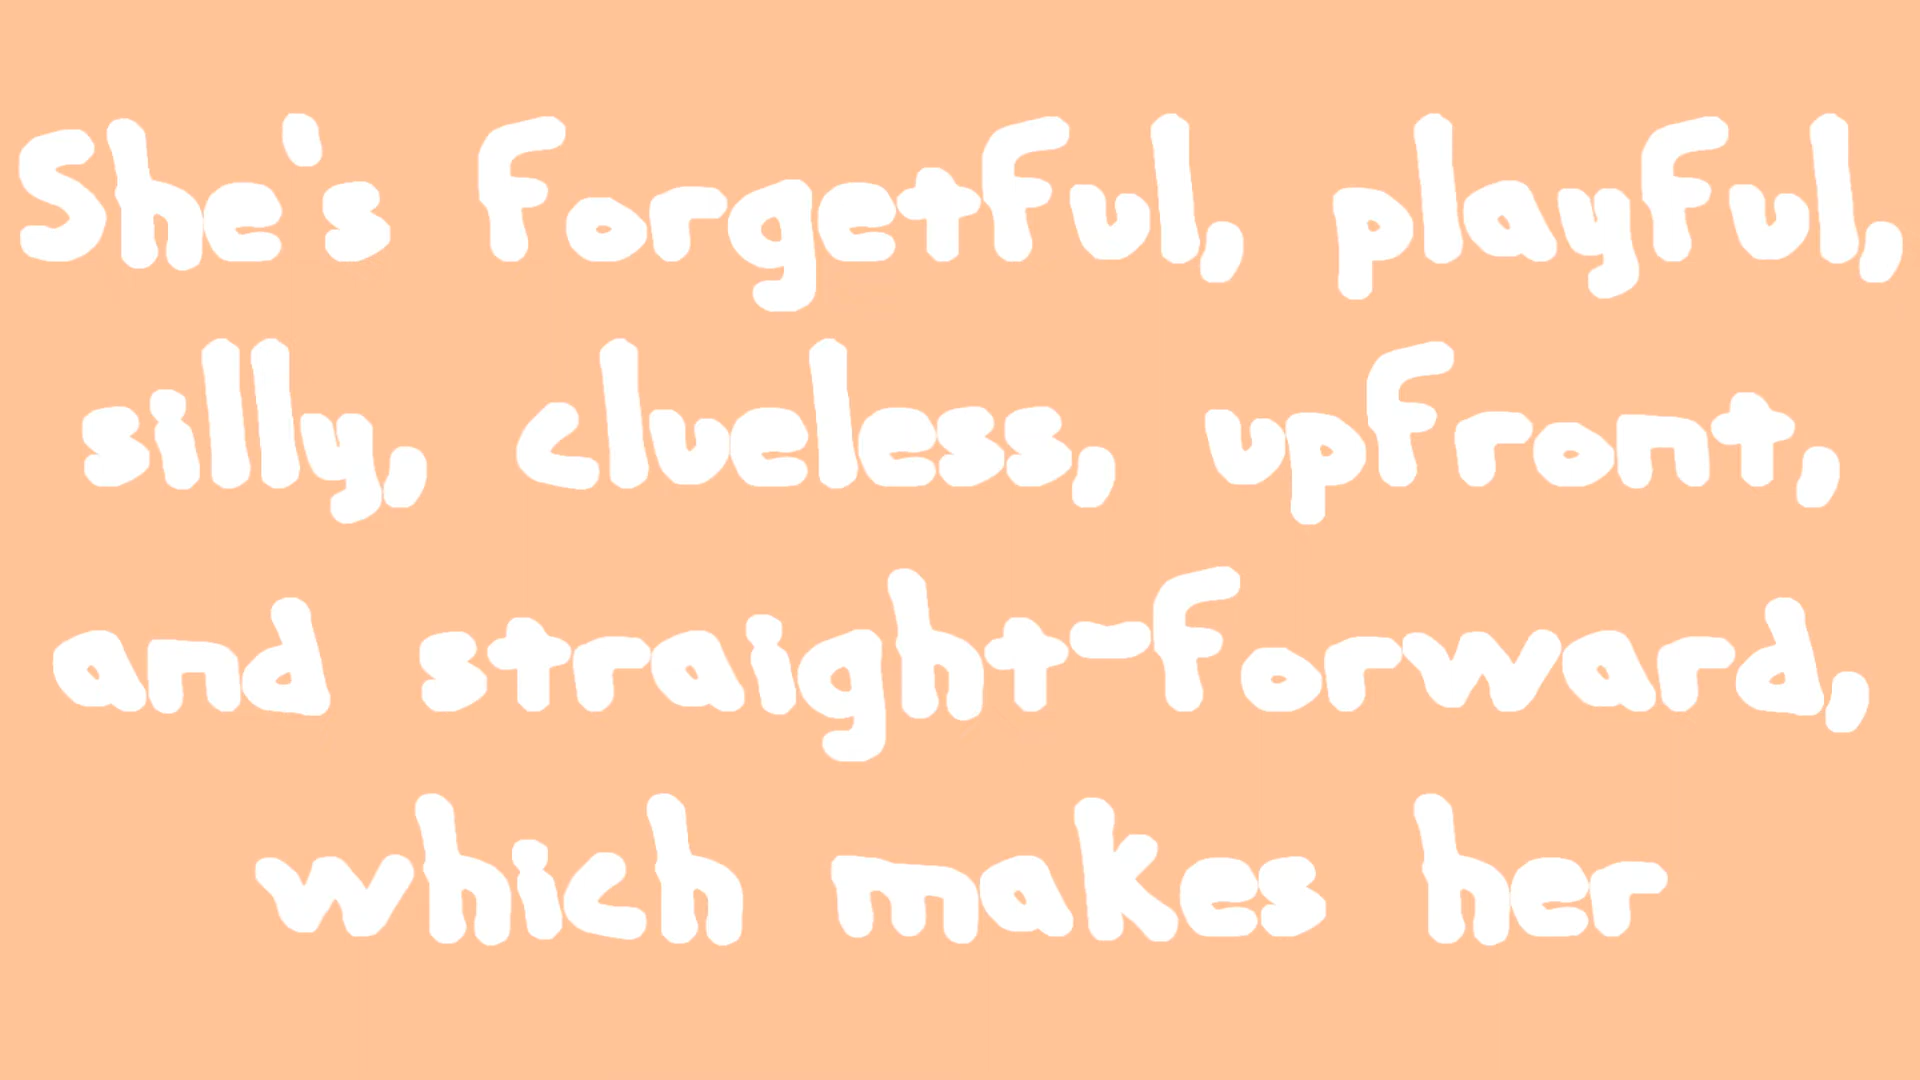 She's forgetful, playful,
silly, clueless, upfront,
and straight-forward,
which makes her